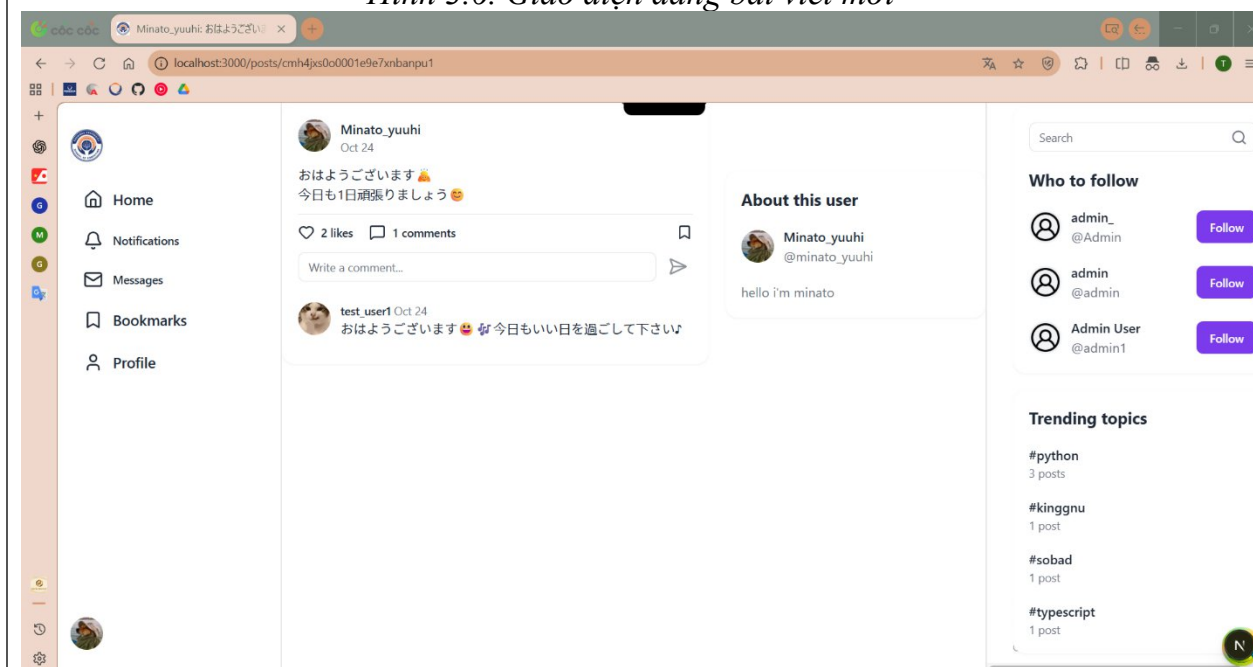 Hình 3.6. Giao diện đăng bài viết mới
cốc cốc
Minato_yuuhi: おはようござい
localhost:3000/posts/cmh4jxs0o0001e9e7xnbanpu1
T
Minato_yuuhi
Oct 24
おはようございます
今日も1日頑張りましょう
2 likes 1 comments
Write a comment...
test_user1 Oct 24
おはようございます 今日もいい日を過ごして下さい♪
Home
Notifications
Messages
Bookmarks
Profile
About this user
Minato_yuuhi
@minato_yuuhi
hello i'm minato
Search
Who to follow
admin_
@Admin
Follow
admin
@admin
Follow
Admin User
@admin1
Follow
Trending topics
#python
3 posts
#kinggnu
1 post
#sobad
1 post
#typescript
1 post
G
M
G
N